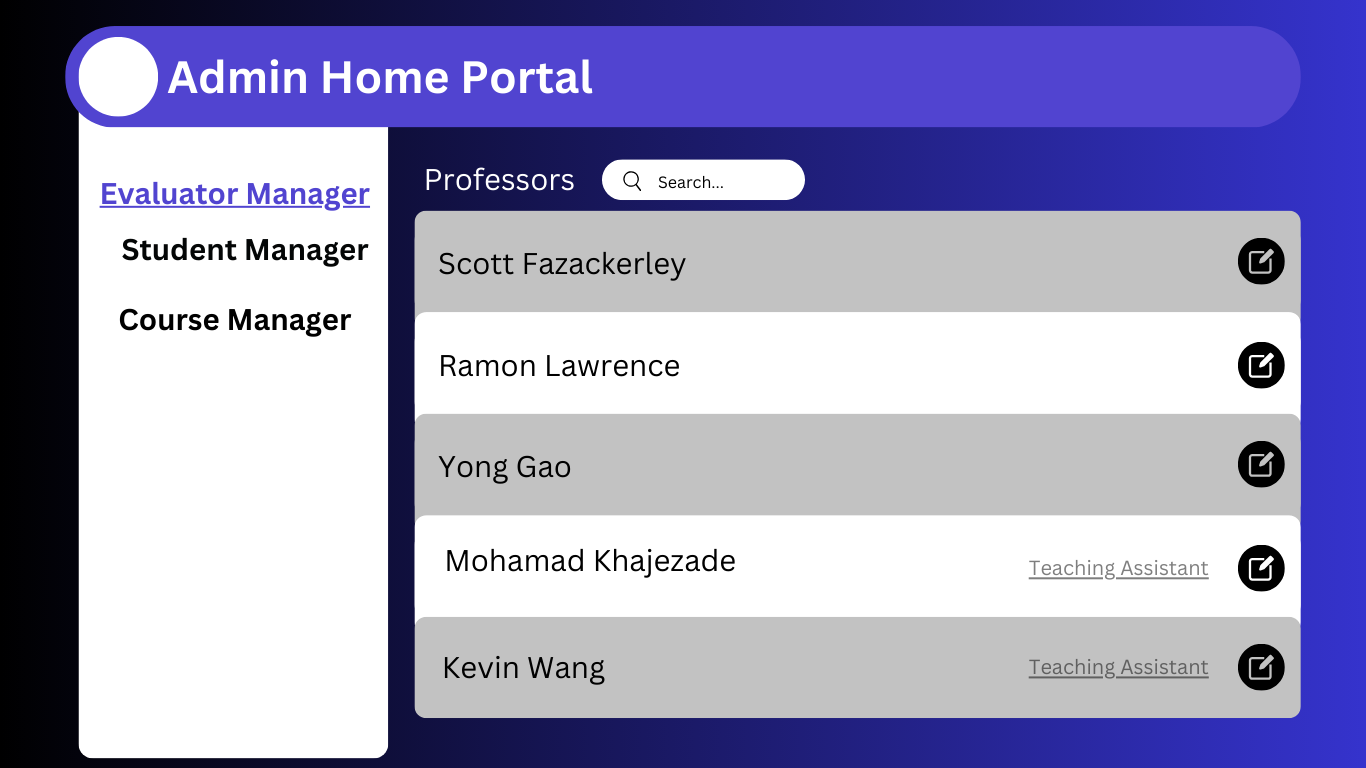 Admin Home Portal
Evaluator Manager
Student Manager
Course Manager
Professors
Search...
Scott Fazackerley
Ramon Lawrence
Yong Gao
Mohamad Khajezade
Teaching Assistant
Kevin Wang
Teaching Assistant